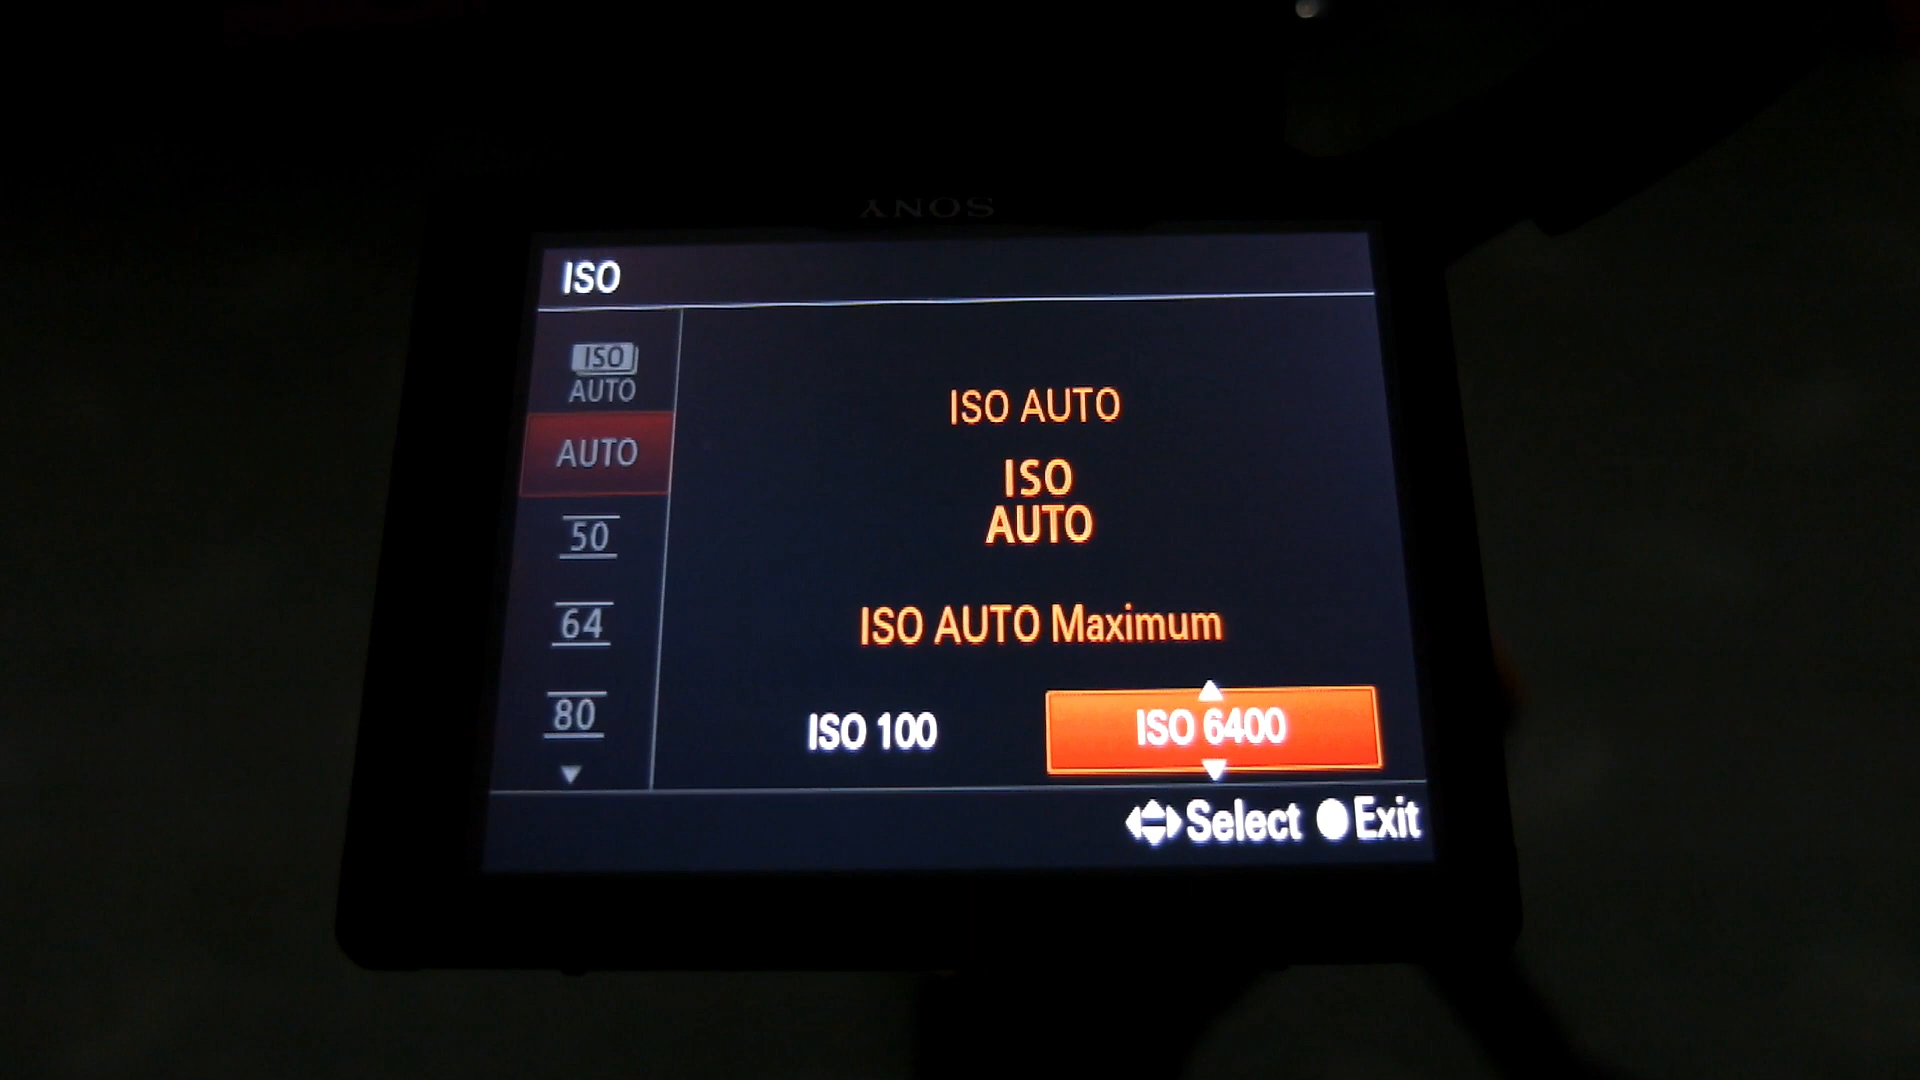 SONY
ISO
ISO
AUTO
AUTO
50
64
80
ISO AUTO
ISO
AUTO
ISO AUTO Maximum
ISO 100
ISO 6400
Select Exit